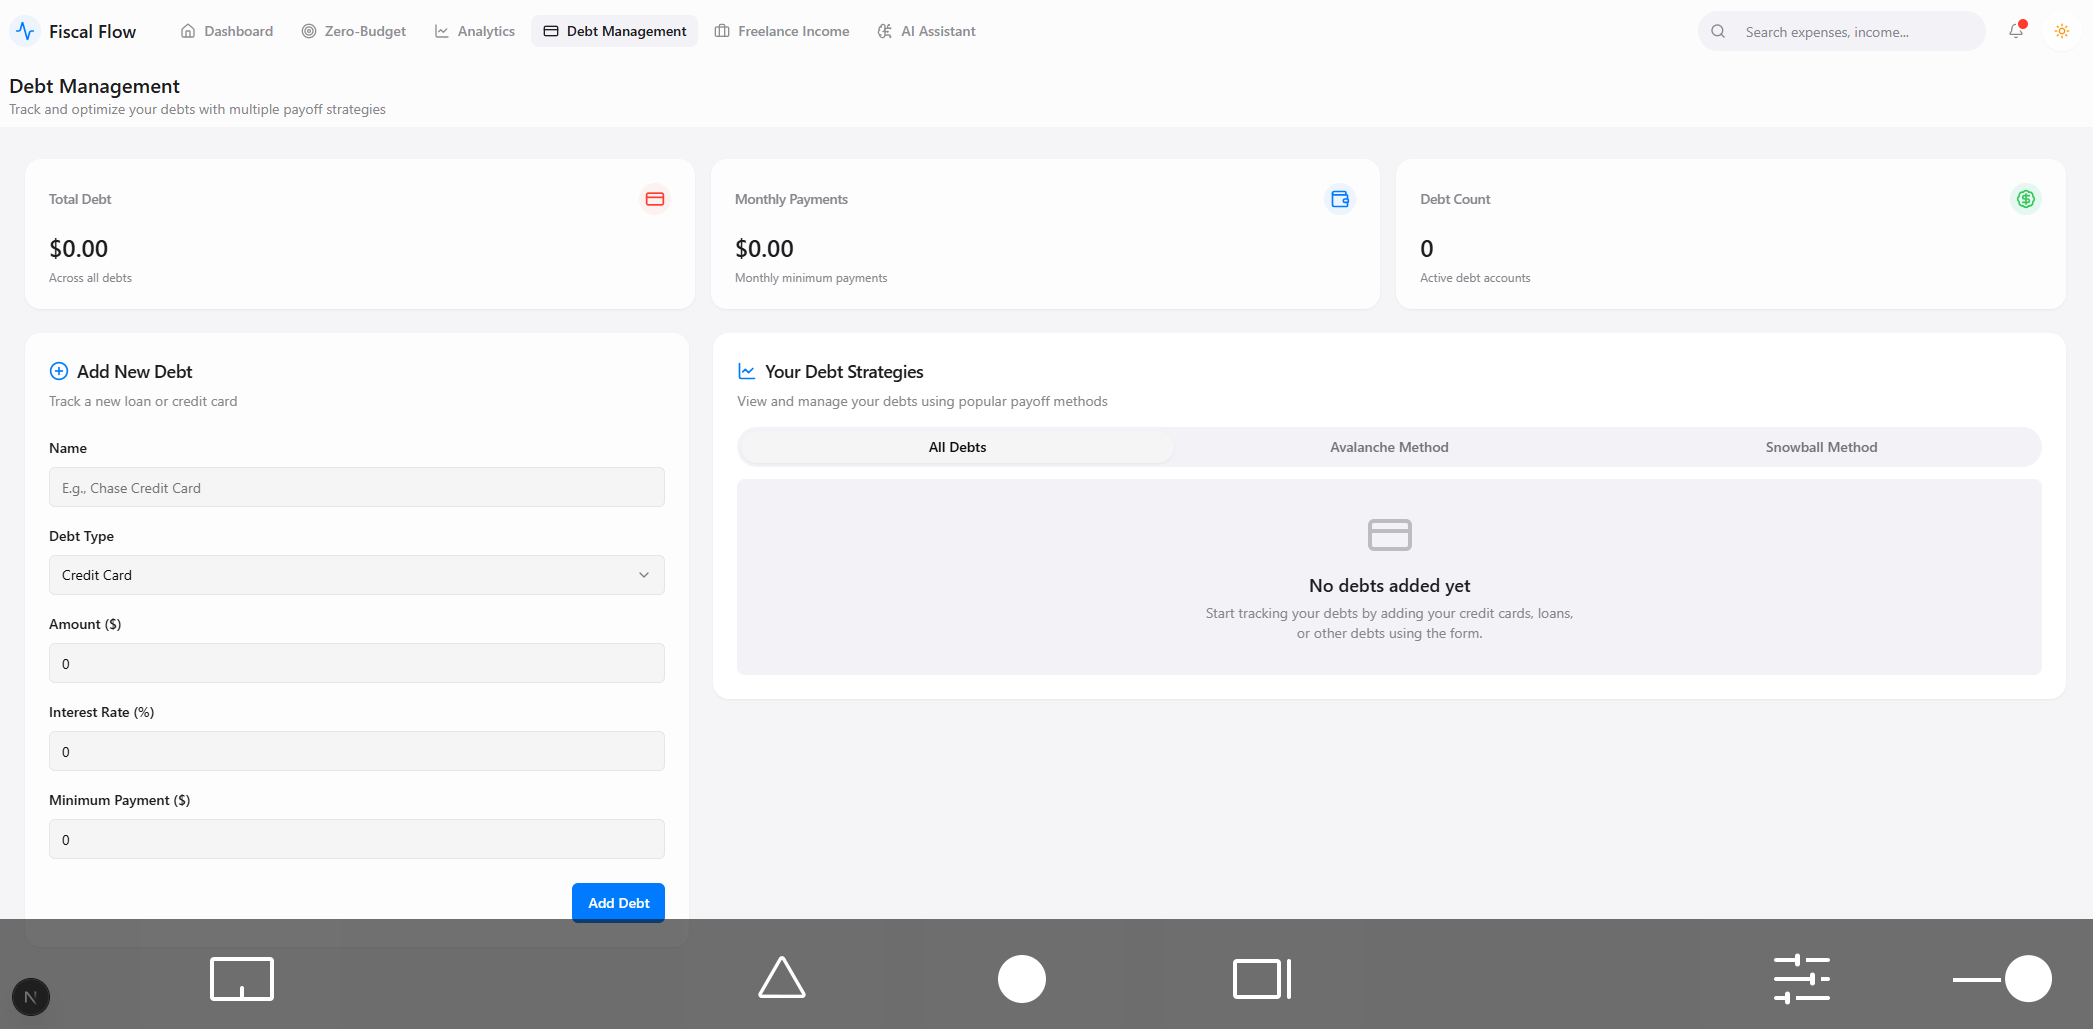 Fiscal Flow
Dashboard
Zero-Budget
Analytics
Debt Management
Freelance Income
AI Assistant
Search expenses, income...
Debt Management
Track and optimize your debts with multiple payoff strategies
Total Debt
$0.00
Across all debts
Monthly Payments
$0.00
Monthly minimum payments
Debt Count
0
Active debt accounts
Add New Debt
Track a new loan or credit card
Name
E.g., Chase Credit Card
Debt Type
Credit Card
Amount ($)
0
Interest Rate (%)
0
Minimum Payment ($)
0
Add Debt
Your Debt Strategies
View and manage your debts using popular payoff methods
All Debts
Avalanche Method
Snowball Method
No debts added yet
Start tracking your debts by adding your credit cards, loans,
or other debts using the form.
N